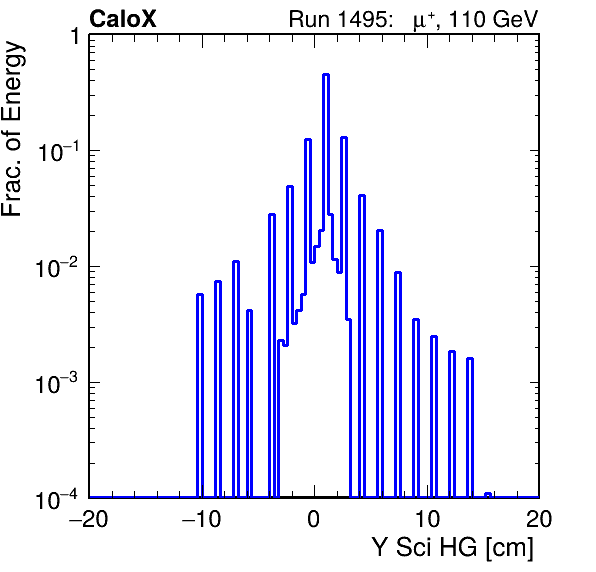 CaloX Run 1495: μ⁺, 110 GeV
Frac. of Energy
1
10⁻¹
10⁻²
10⁻³
10⁻⁴
−20 −10 0 10 20
Y Sci HG [cm]